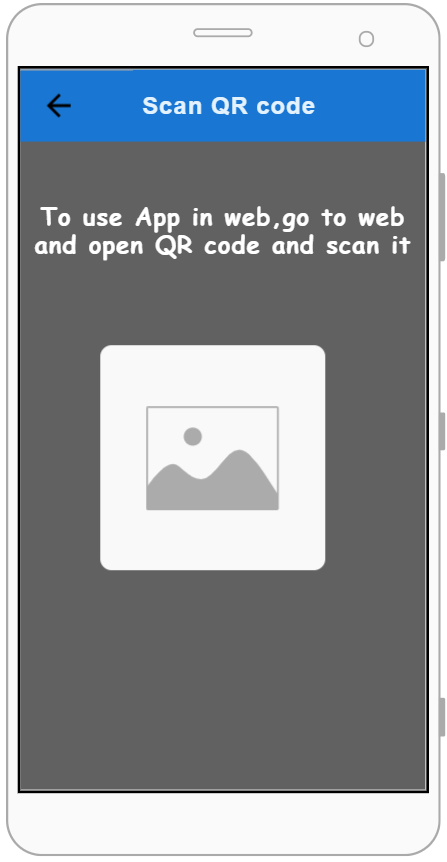 Scan QR code
To use App in web,go to web
and open QR code and scan it